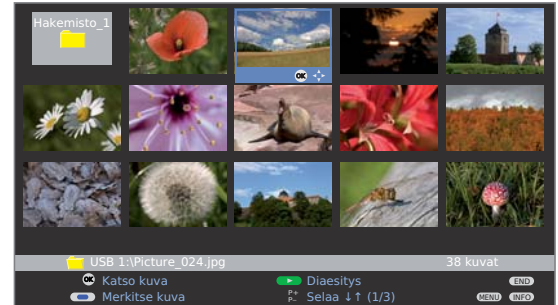 Hakemisto_1
OK
USB 1:\Picture_024.jpg 38 kuvat
OK Katso kuva Diaesitys END
Merkitse kuva P+ P- Selaa ↓↑ (1/3) MENU INFO